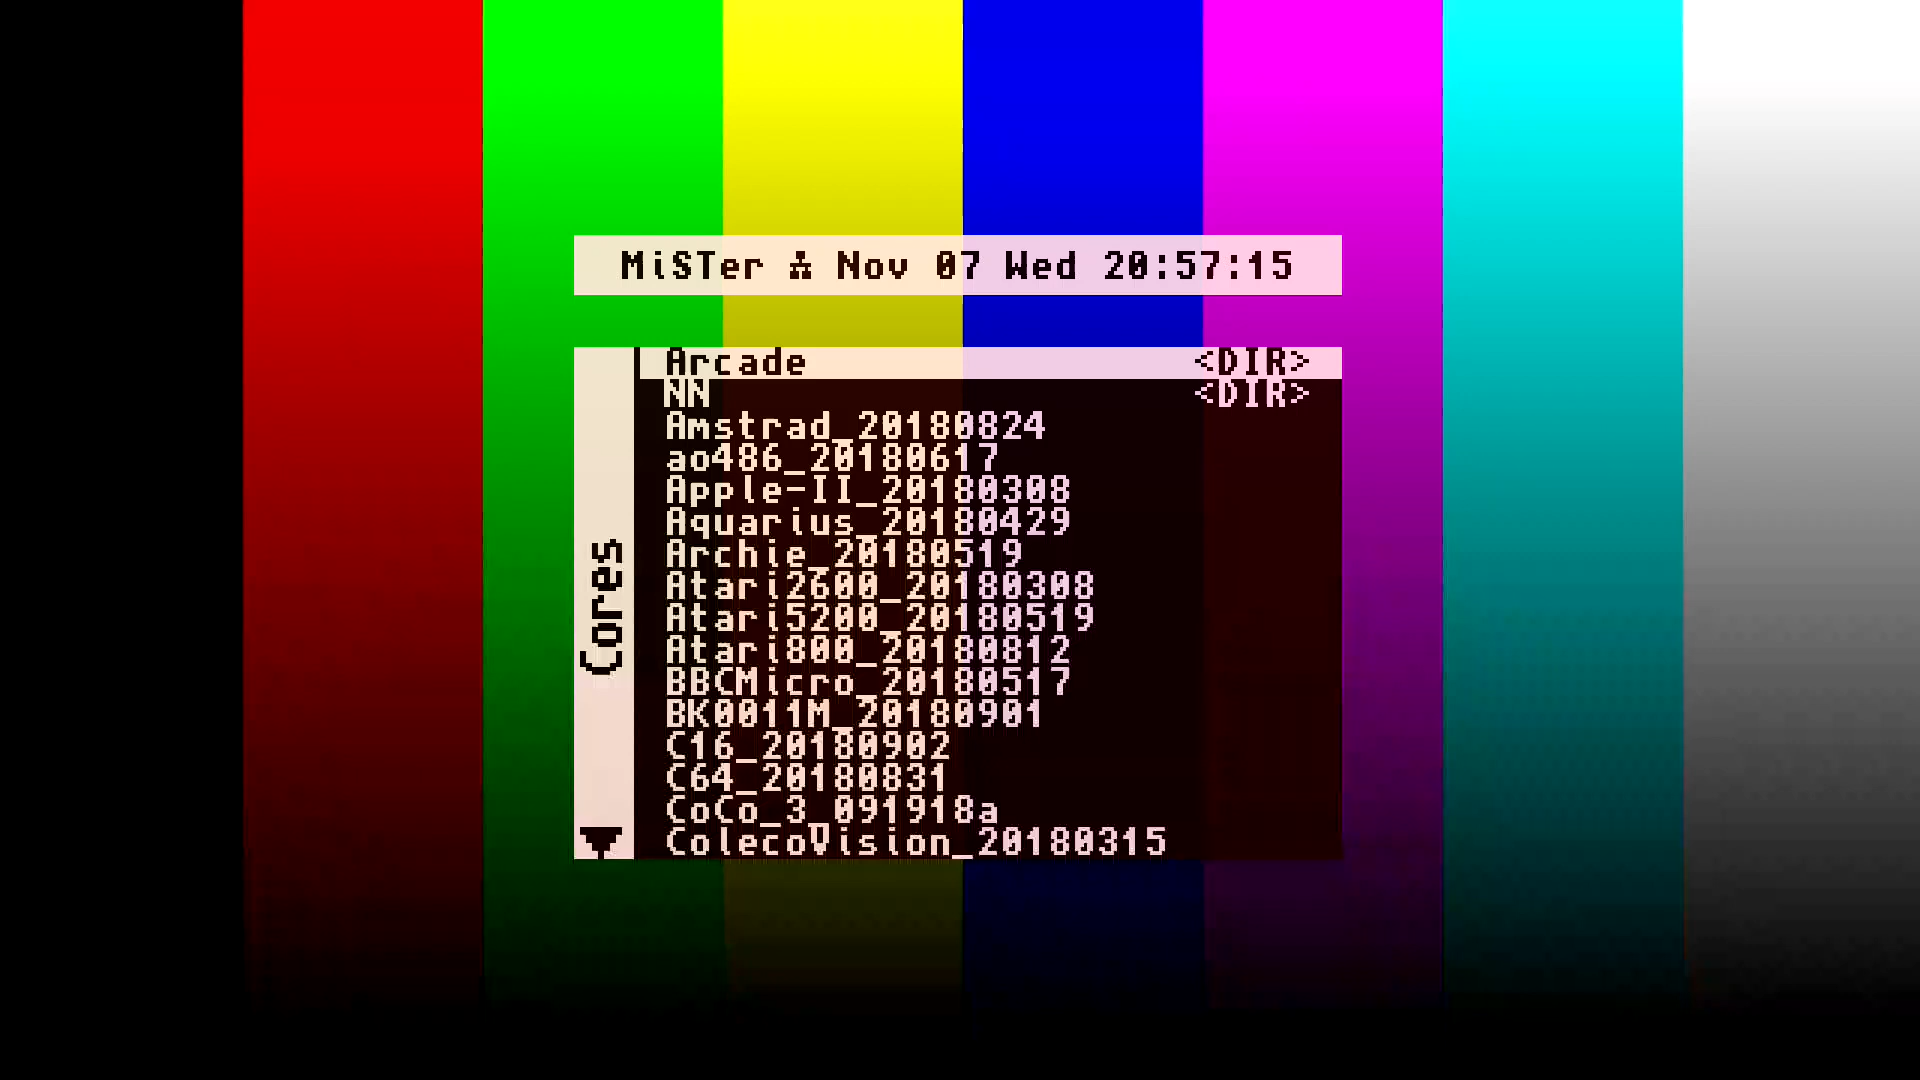 MiSTer Nov 07 Wed 20:57:15
Cores
Arcade <DIR>
NN <DIR>
Amstrad_20180824
ao486_20180617
Apple-II_20180308
Aquarius_20180429
Archie_20180519
Atari2600_20180308
Atari5200_20180519
Atari800_20180812
BBCMicro_20180517
BK0011M_20180901
C16_20180902
C64_20180831
CoCo_3_091918a
ColecoVision_20180315